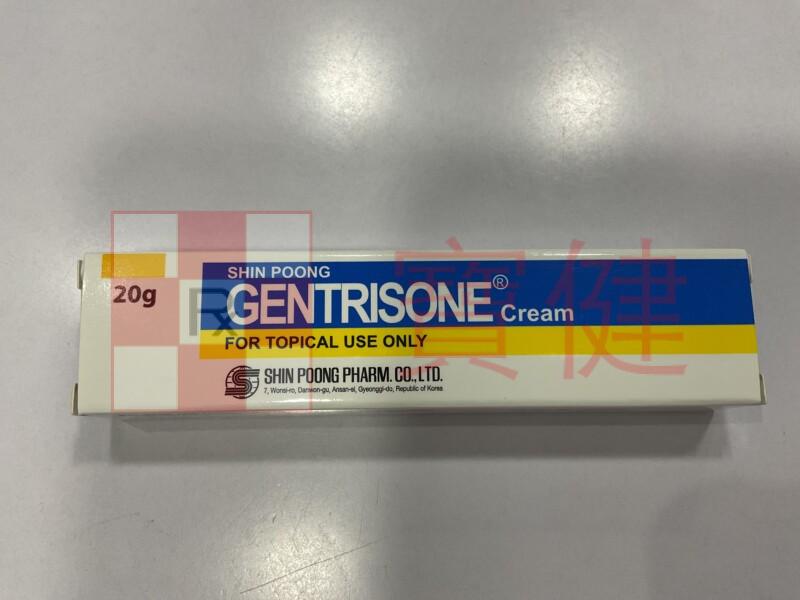 20g
SHIN POONG
Rx
GENTRISONE® Cream
FOR TOPICAL USE ONLY
SHIN POONG PHARM. CO., LTD.
7, Wonsi-ro, Danwon-gu, Ansan-si, Gyeonggi-do, Republic of Korea
寶健